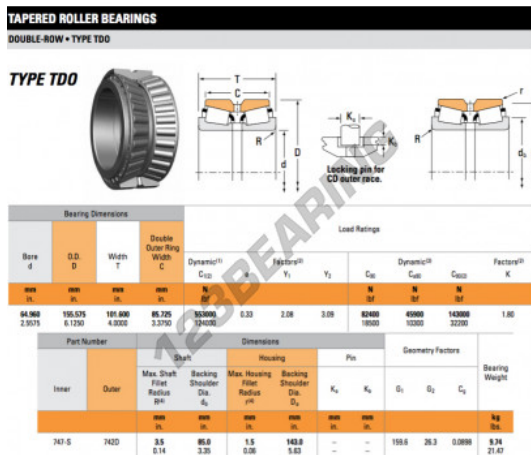 TAPERED ROLLER BEARINGS
DOUBLE-ROW • TYPE TDO
TYPE TDO
T
C
R
D
d
Ka
Kb
Locking pin for
CD outer race.
r
R
da
123BEARING
Bearing Dimensions
Load Ratings
Bore d
O.D. D
Width T
Double Outer Ring Width C
Dynamic(1) C1(2)
Factors(2) e Y1 Y2
Dynamic(3) C90 Ca90 C90(2)
Factors(2) K
mm mm mm mm N N N N
in. in. in. in. lbf lbf lbf lbf
64.960 155.575 101.600 85.725 553000 0.33 2.08 3.09 82400 45900 143000 1.80
2.5575 6.1250 4.0000 3.3750 124000 18500 10300 32200
Part Number
Dimensions
Geometry Factors
Bearing Weight
Shaft
Housing
Pin
Inner
Outer
Max. Shaft Fillet Radius R(4)
Backing Shoulder Dia.
Max. Housing Fillet Radius r(4)
Backing Shoulder Dia. Da
Ka
Kb
G1
G2
Cg
mm mm mm mm mm mm kg
in. in. in. in. in. in. lbs.
747-S 742D 3.5 85.0 1.5 143.0 – – 159.6 26.3 0.0898 9.74
0.14 3.35 0.06 5.63 – – 21.47